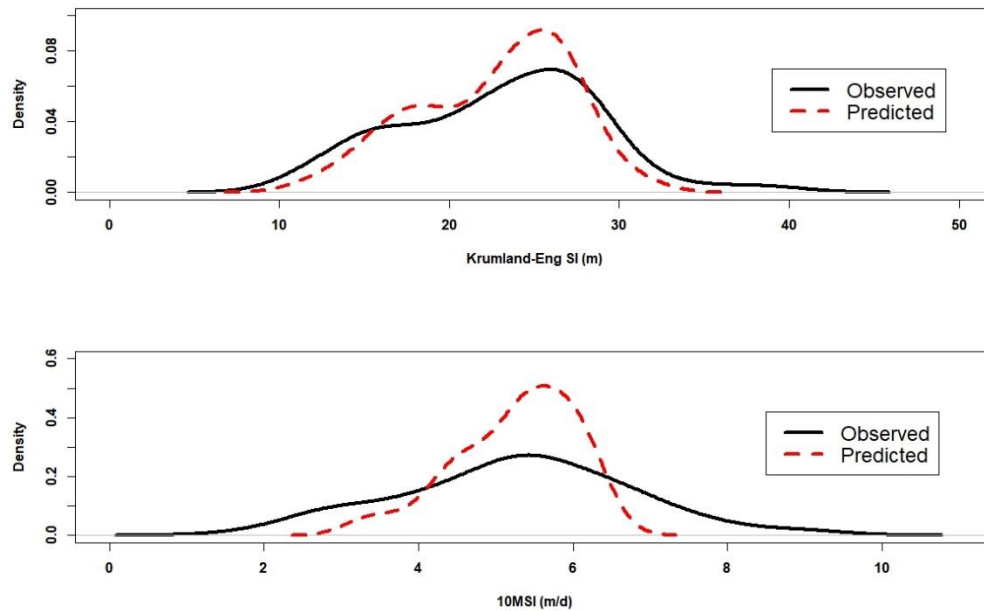 Density
0.00 0.04 0.08
Observed
Predicted
0 10 20 30 40 50
Krumland-Eng SI (m)
Density
0.0 0.2 0.4 0.6
Observed
Predicted
0 2 4 6 8 10
10MSI (m/d)